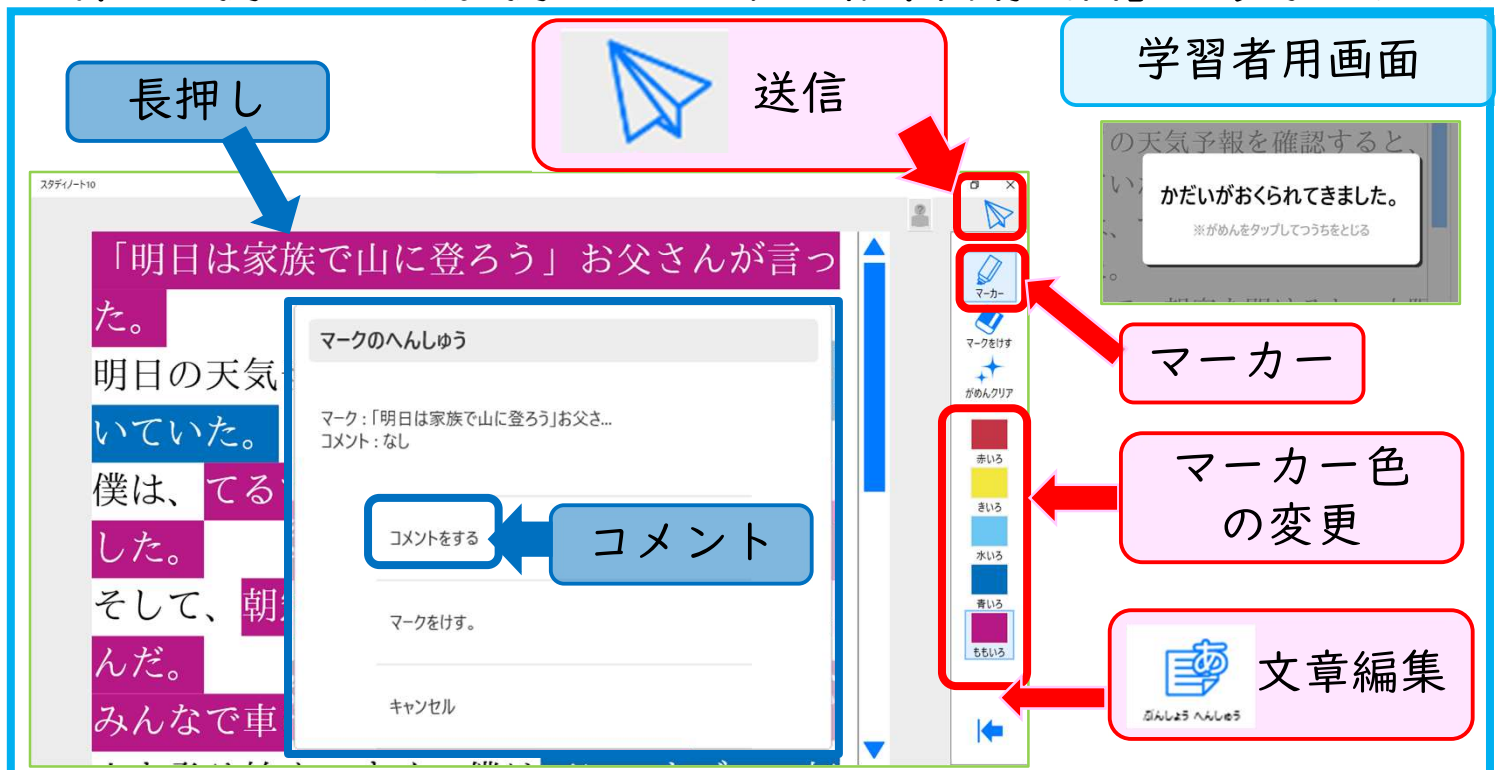 長押し
送信
学習者用画面
スタディノート10
の天気予報を確認すると、
かだいがおくられてきました。
※がめんをタップしてつうちをとじる
「明日は家族で山に登ろう」お父さんが言っ
た。
明日の天気
いていた。
僕は、てる
した。
そして、朝
んだ。
みんなで車
マークのへんしゅう
マーク:「明日は家族で山に登ろう」お父さ...
コメント:なし
コメントをする
コメント
マークをけす。
キャンセル
マーカー
マークをけす
がめんクリア
赤いろ
きいろ
水いろ
青いろ
ももいろ
マーカー
マーカー色
の変更
文章編集
ぶんしょう へんしゅう